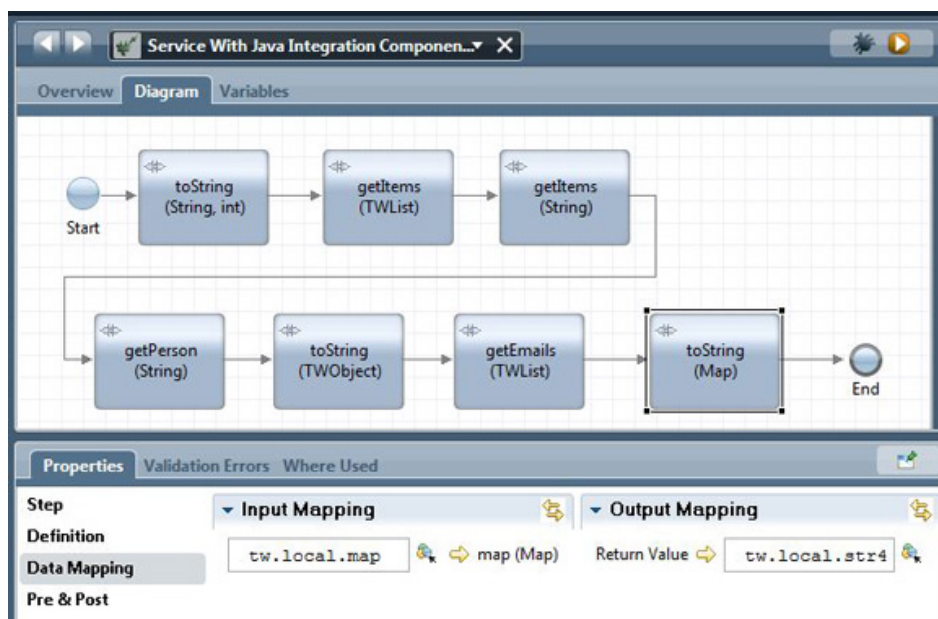 Service With Java Integration Componen...
Overview Diagram Variables
Start
toString
(String, int)
getItems
(TWList)
getItems
(String)
getPerson
(String)
toString
(TWObject)
getEmails
(TWList)
toString
(Map)
End
Properties Validation Errors Where Used
Step
Definition
Data Mapping
Pre & Post
Input Mapping
tw.local.map map (Map)
Output Mapping
Return Value tw.local.str4